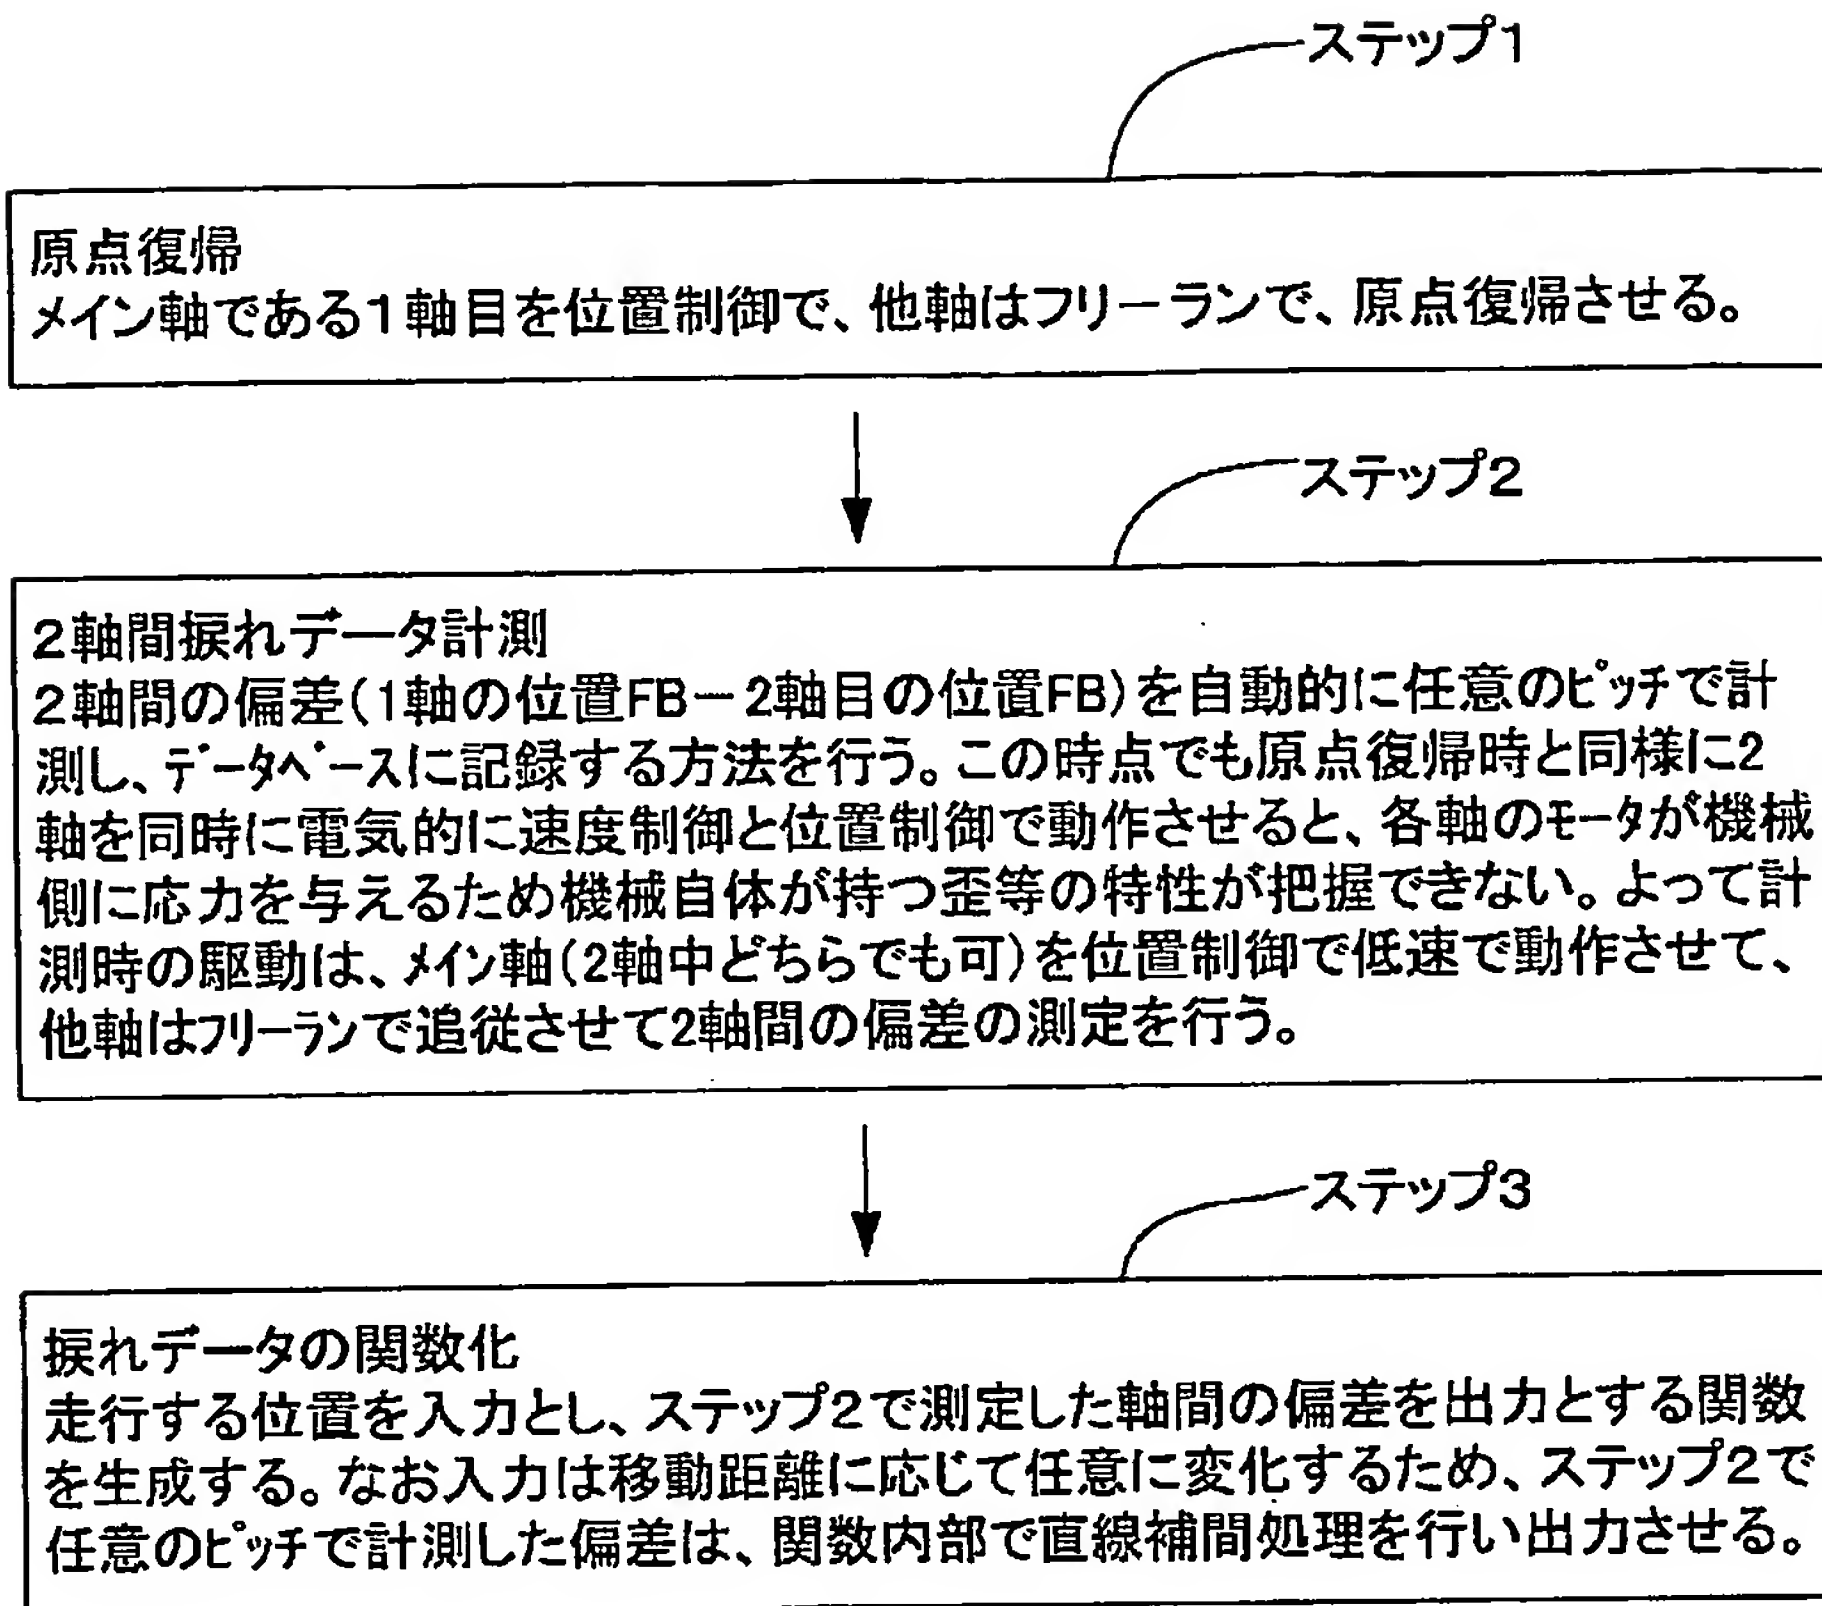 ステップ1
原点復帰
メイン軸である1軸目を位置制御で、他軸はフリーランで、原点復帰させる。
ステップ2
2軸間捩れデータ計測
2軸間の偏差(1軸の位置FB－2軸目の位置FB)を自動的に任意のピッチで計
測し、データベースに記録する方法を行う。この時点でも原点復帰時と同様に2
軸を同時に電気的に速度制御と位置制御で動作させると、各軸のモータが機械
側に応力を与えるため機械自体が持つ歪等の特性が把握できない。よって計
測時の駆動は、メイン軸(2軸中どちらでも可)を位置制御で低速で動作させて、
他軸はフリーランで追従させて2軸間の偏差の測定を行う。
ステップ3
捩れデータの関数化
走行する位置を入力とし、ステップ2で測定した軸間の偏差を出力とする関数
を生成する。なお入力は移動距離に応じて任意に変化するため、ステップ2で
任意のピッチで計測した偏差は、関数内部で直線補間処理を行い出力させる。